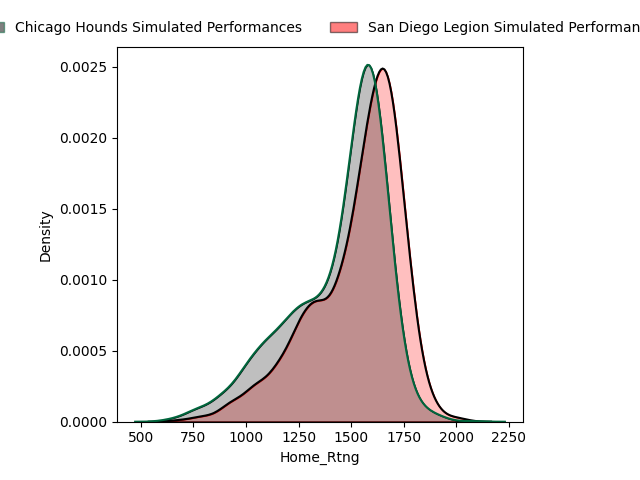 Chicago Hounds Simulated Performances
San Diego Legion Simulated Performan
0.0025
0.0020
0.0015
0.0010
0.0005
0.0000
Density
500 750 1000 1250 1500 1750 2000 2250
Home_Rtng